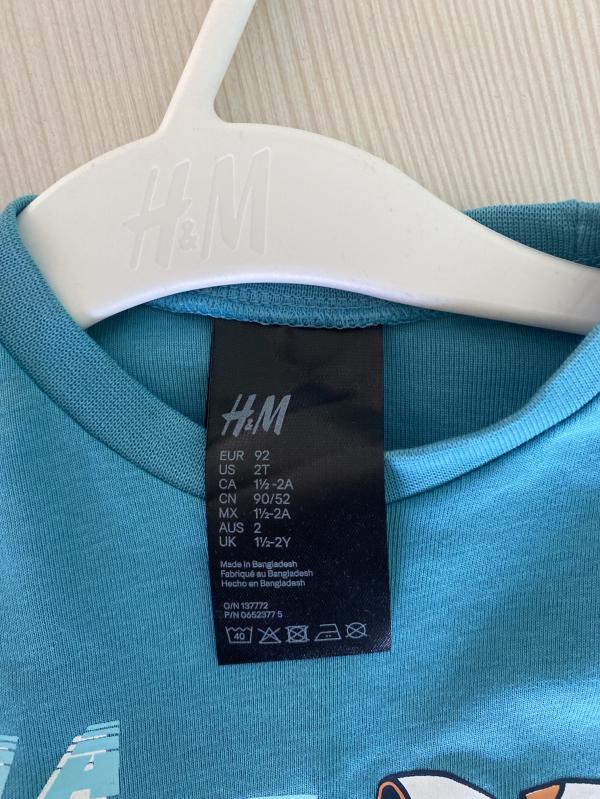 H&M
H&M
EUR 92
US 2T
CA 1½-2A
CN 90/52
MX 1½-2A
AUS 2
UK 1½-2Y
Made in Bangladesh
Fabriqué au Bangladesh
Hecho en Bangladesh
O/N 137772
P/N 0652377 5
40